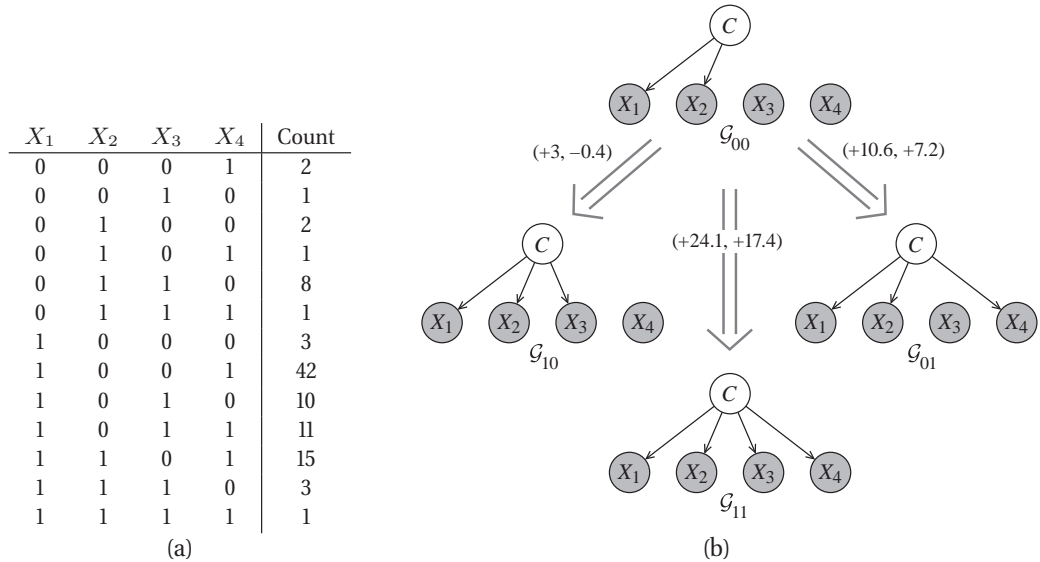 X1 X2 X3 X4 Count
0 0 0 1 2
0 0 1 0 1
0 1 0 0 2
0 1 0 1 1
0 1 1 0 8
0 1 1 1 1
1 0 0 0 3
1 0 0 1 42
1 0 1 0 10
1 0 1 1 11
1 1 0 1 15
1 1 1 0 3
1 1 1 1 1
(a)
C
X1 X2 X3 X4
G00
(+3, –0.4) (+10.6, +7.2)
(+24.1, +17.4)
C
X1 X2 X3 X4
G10
C
X1 X2 X3 X4
G01
C
X1 X2 X3 X4
G11
(b)